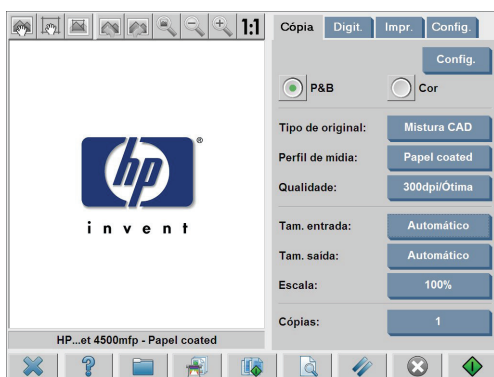 1:1
Cópia Digit. Impr. Config.
Config.
P&B Cor
Tipo de original: Mistura CAD
Perfil de mídia: Papel coated
Qualidade: 300dpi/Ótima
Tam. entrada: Automático
Tam. saída: Automático
Escala: 100%
Cópias: 1
hp
®
invent
HP...et 4500mfp - Papel coated
?